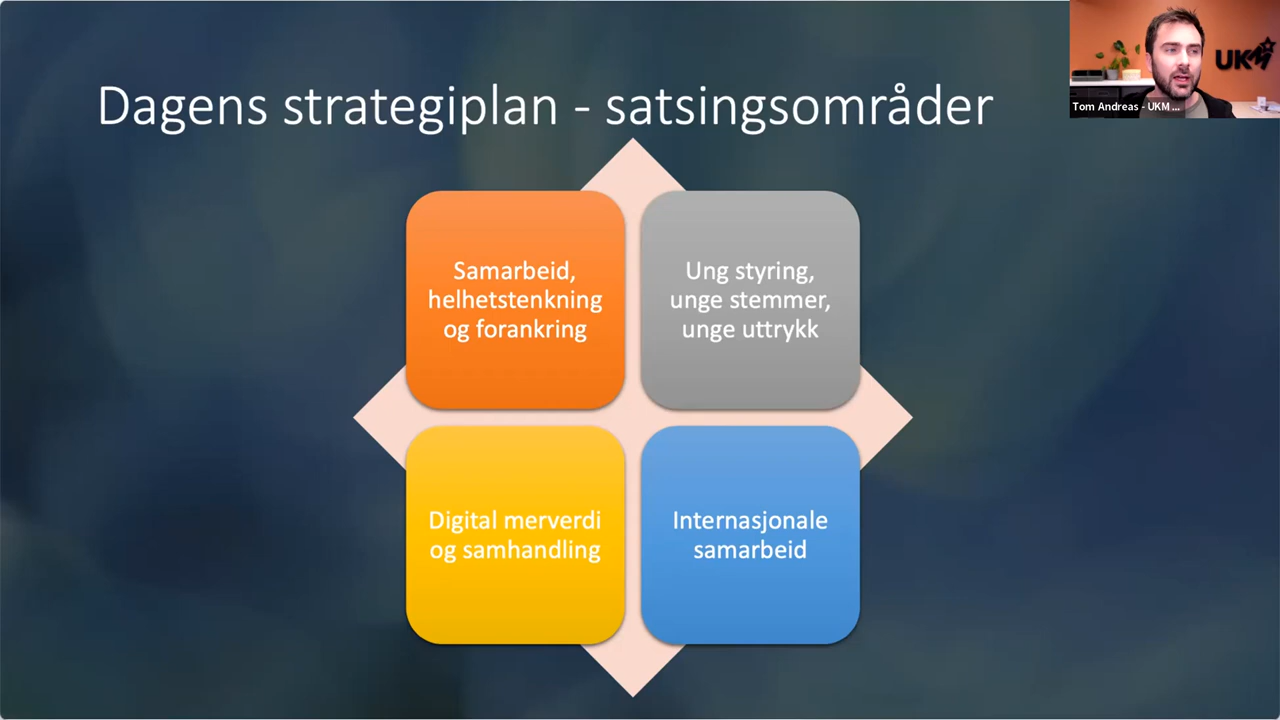 Dagens strategiplan - satsingsområder
Samarbeid,
helhetstenkning
og forankring
Ung styring,
unge stemmer,
unge uttrykk
Digital merverdi
og samhandling
Internasjonale
samarbeid
UKM
Tom Andreas - UKM ...